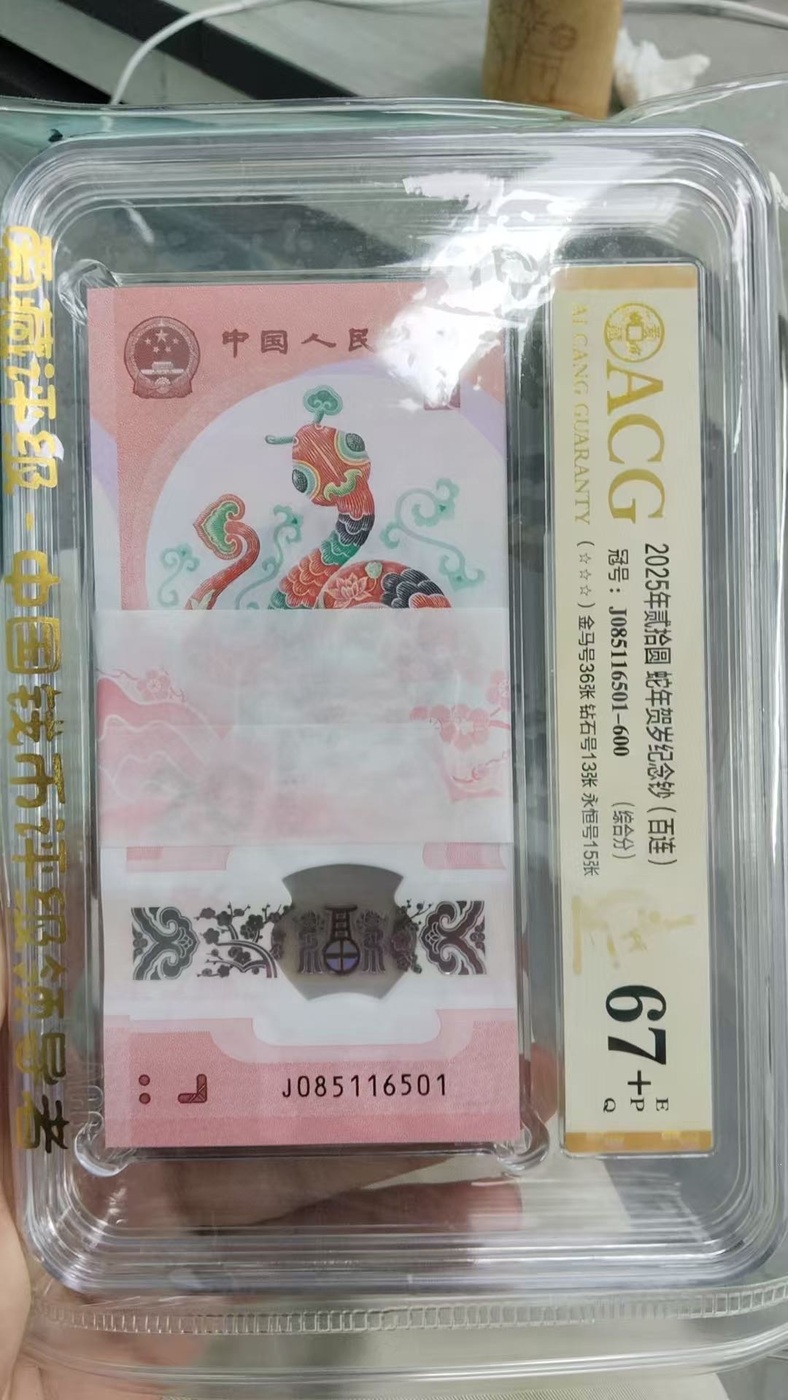 爱藏评级 - 中国钱币评级领导者
中国人民
J085116501
ACG
AI CANG GUARANTY
2025年贰拾圆 蛇年贺岁纪念钞（百连）
冠号：J085116501-600 （综合分）
（☆☆☆）金马号36张 钻石号13张 永恒号15张
67+
E
P
Q